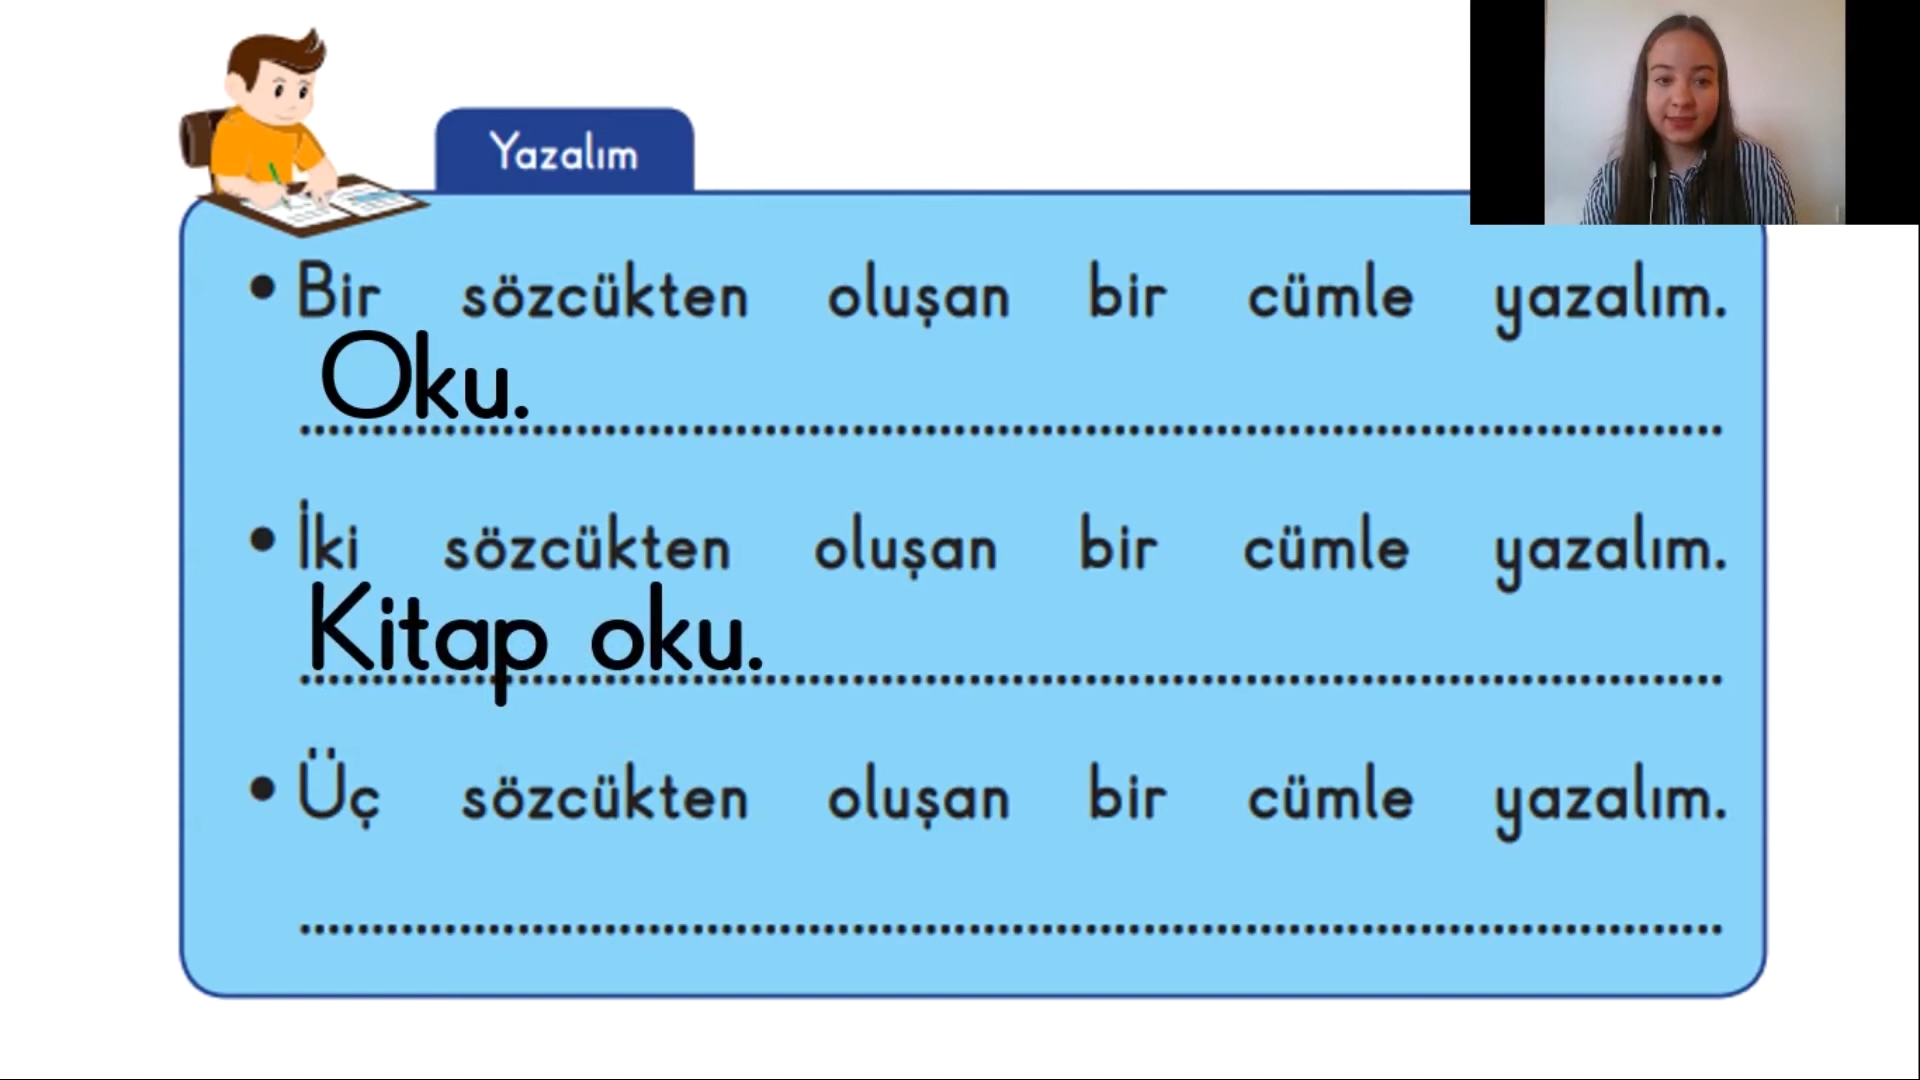 Yazalım
• Bir sözcükten oluşan bir cümle yazalım.
Oku.
• İki sözcükten oluşan bir cümle yazalım.
Kitap oku.
• Üç sözcükten oluşan bir cümle yazalım.